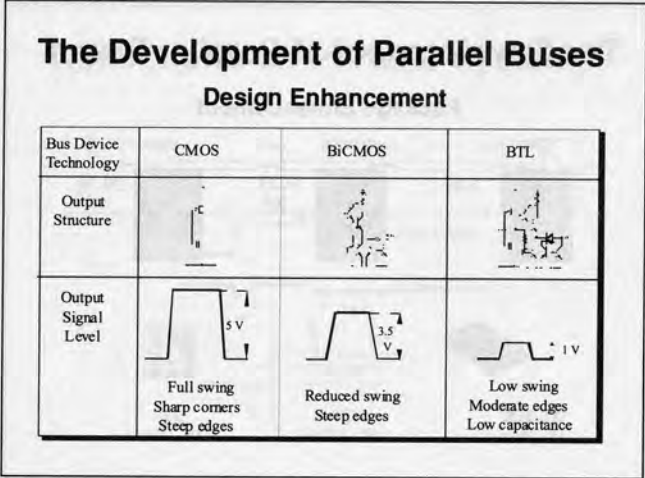 The Development of Parallel Buses
Design Enhancement
Bus Device
Technology
CMOS
BiCMOS
BTL
Output
Structure
Output
Signal
Level
5 V
3.5
V
1 V
Full swing
Sharp corners
Steep edges
Reduced swing
Steep edges
Low swing
Moderate edges
Low capacitance